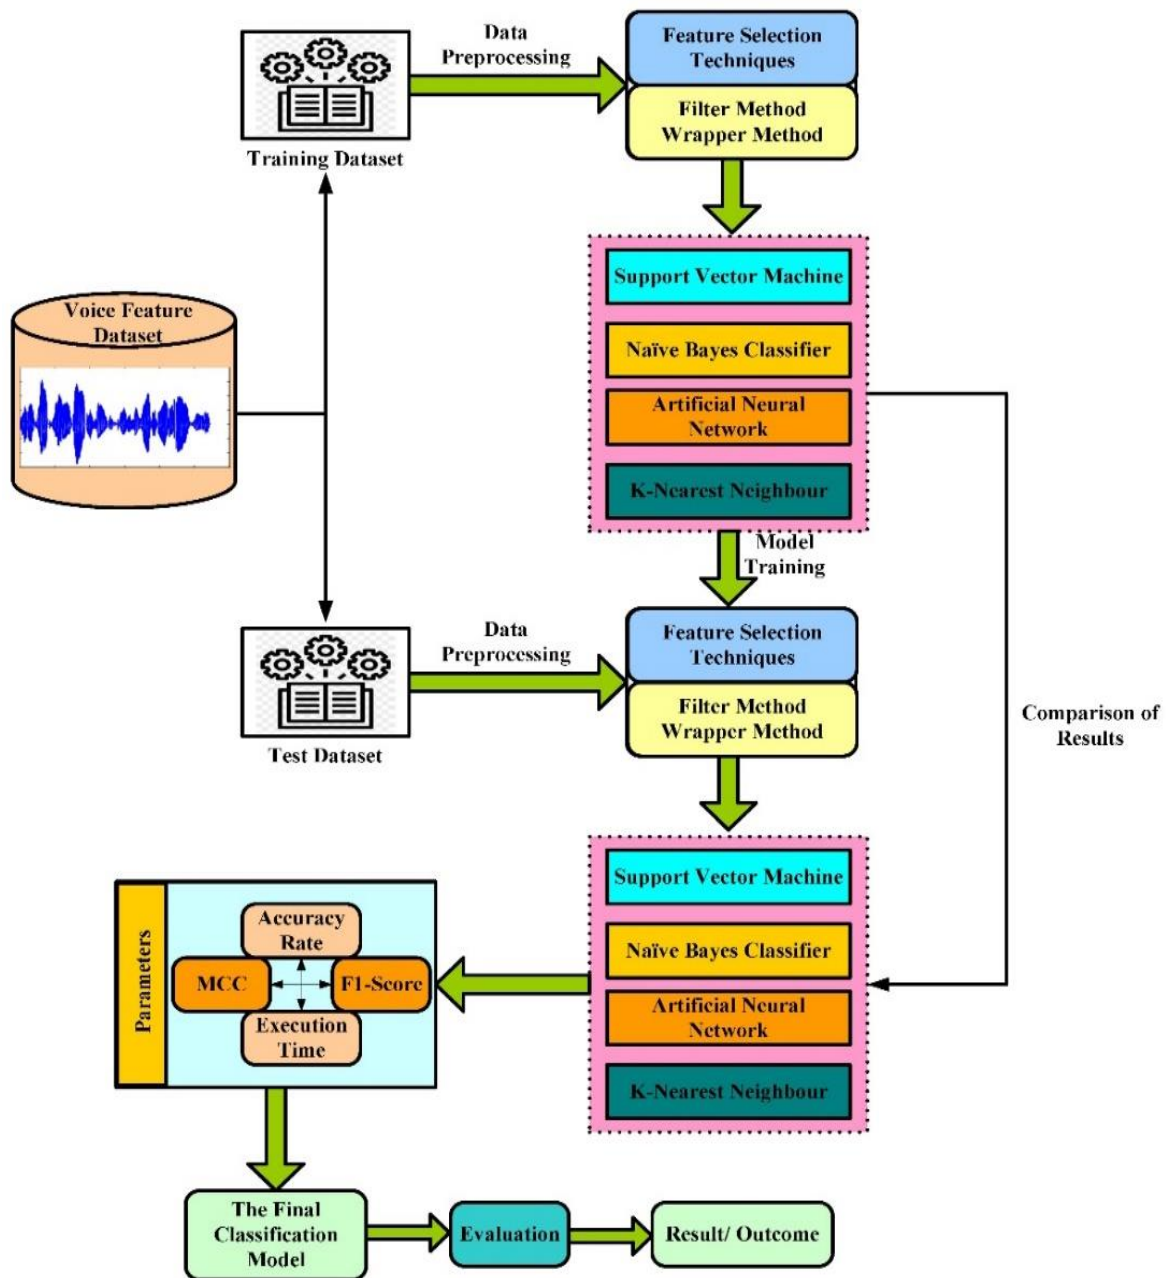 Data
Preprocessing
Feature Selection
Techniques
Filter Method
Wrapper Method
Training Dataset
Support Vector Machine
Naïve Bayes Classifier
Artificial Neural
Network
K-Nearest Neighbour
Voice Feature
Dataset
Model
Training
Data
Preprocessing
Feature Selection
Techniques
Filter Method
Wrapper Method
Test Dataset
Comparison of
Results
Support Vector Machine
Naïve Bayes Classifier
Artificial Neural
Network
K-Nearest Neighbour
Parameters
Accuracy
Rate
MCC
F1-Score
Execution
Time
The Final
Classification
Model
Evaluation
Result/ Outcome